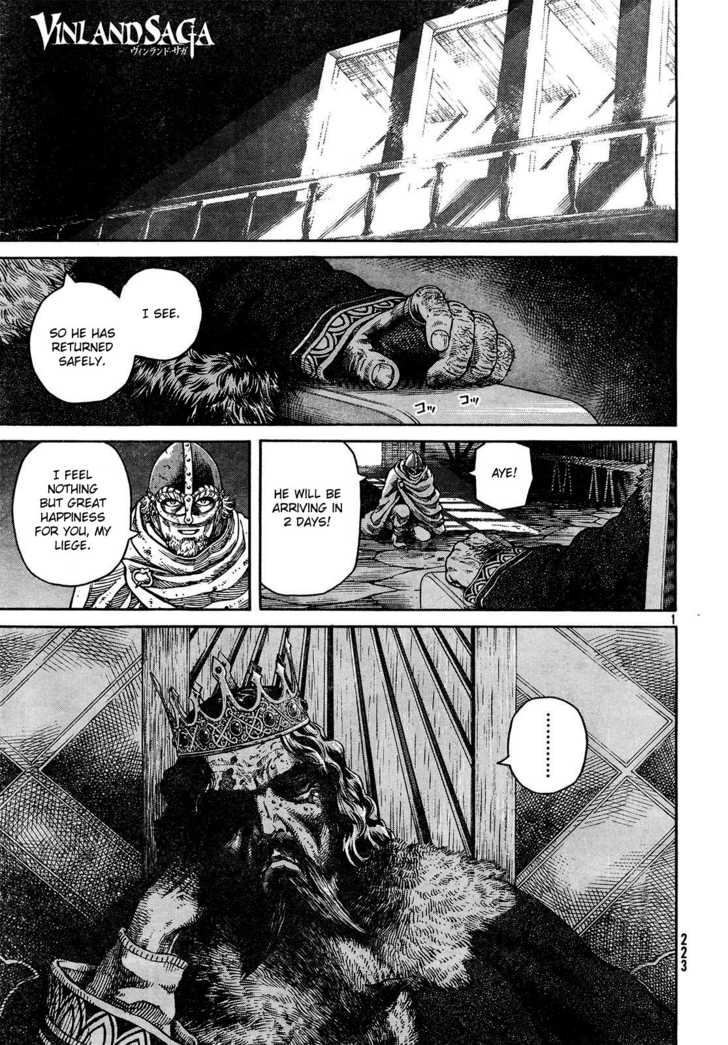 VINLAND SAGA
ヴィンランド・サガ
I SEE.
SO HE HAS
RETURNED
SAFELY.
コッ
コッ
AYE!
HE WILL BE
ARRIVING IN
2 DAYS!
I FEEL
NOTHING
BUT GREAT
HAPPINESS
FOR YOU, MY
LIEGE.
1
.........
223